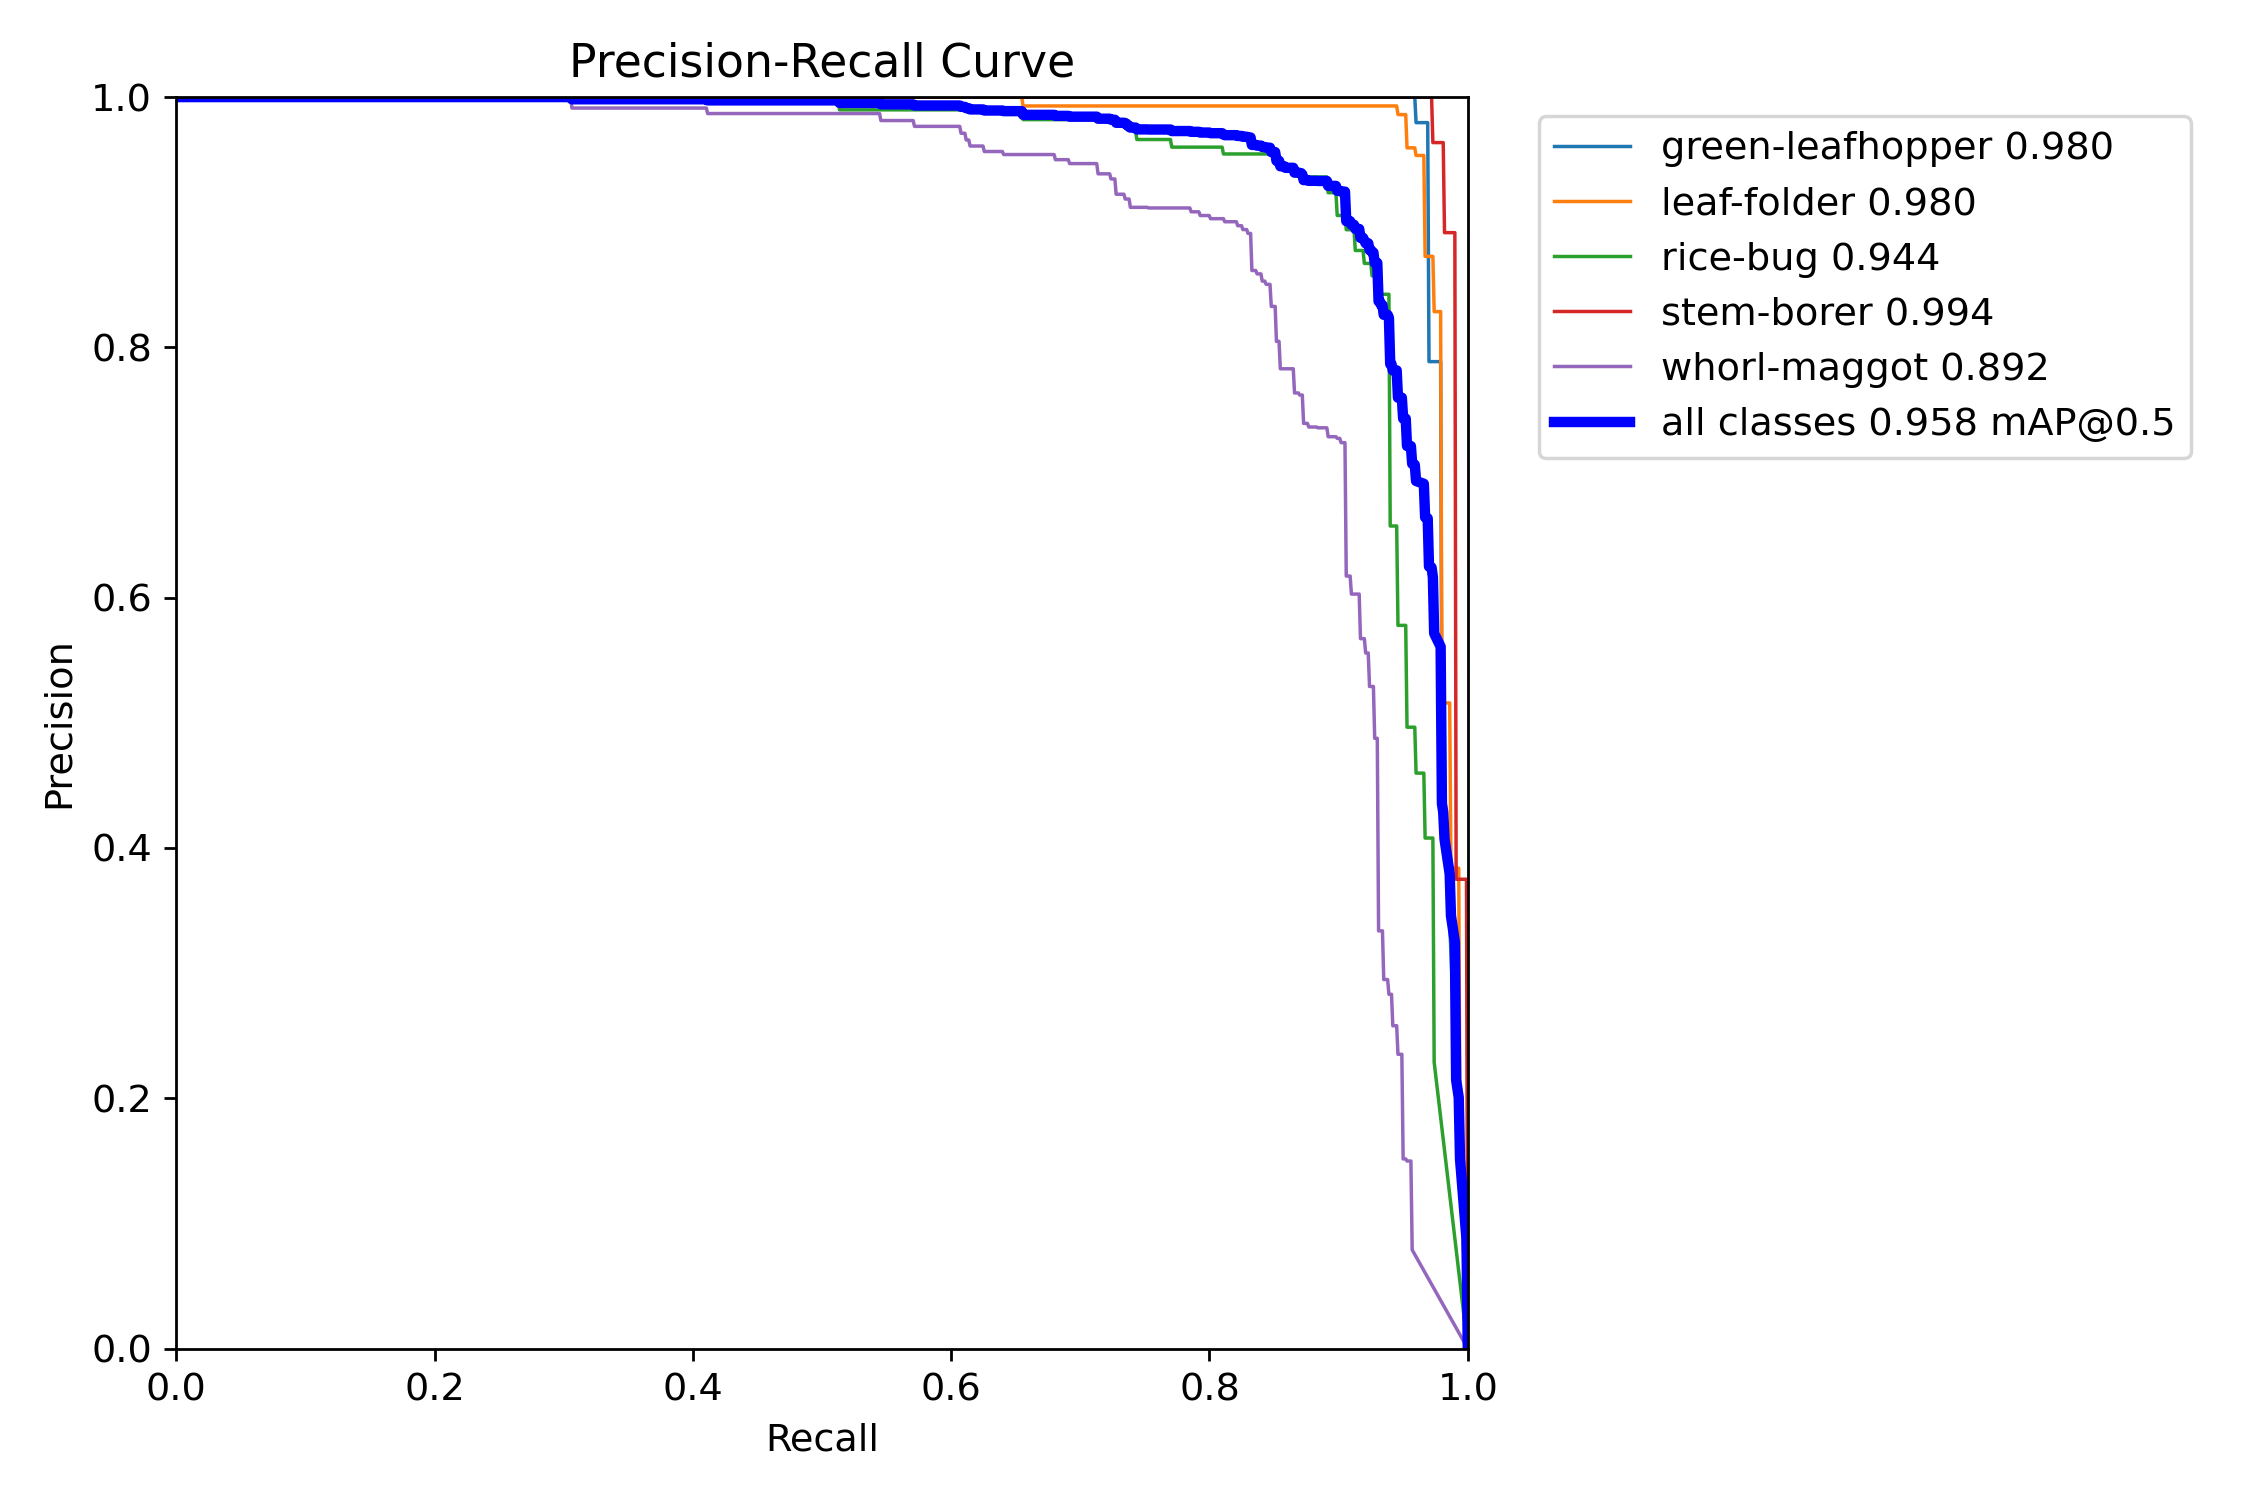 Precision-Recall Curve
1.0
0.8
0.6
0.4
0.2
0.0
Precision
0.0 0.2 0.4 0.6 0.8 1.0
Recall
green-leafhopper 0.980
leaf-folder 0.980
rice-bug 0.944
stem-borer 0.994
whorl-maggot 0.892
all classes 0.958 mAP@0.5